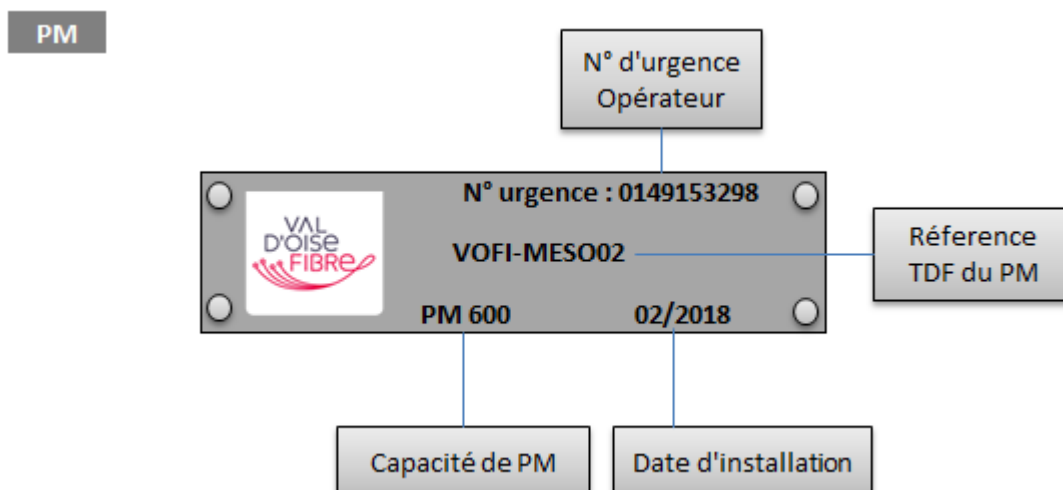 PM
N° d'urgence
Opérateur
N° urgence : 0149153298
VAL
D'OISE
FIBRE
VOFI-MESO02
Réference
TDF du PM
PM 600
02/2018
Capacité de PM
Date d'installation